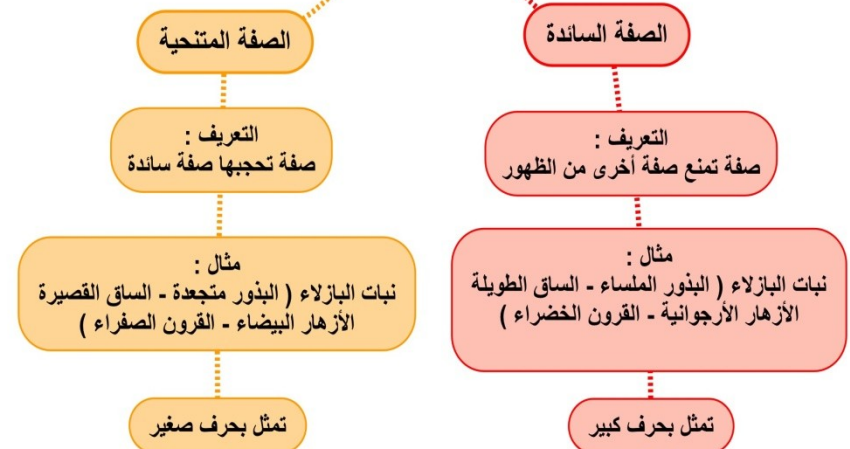 الصفة السائدة
التعريف :
صفة تمنع صفة أخرى من الظهور
مثال :
نبات البازلاء ( البذور الملساء - الساق الطويلة
الأزهار الأرجوانية - القرون الخضراء )
تمثل بحرف كبير
الصفة المتنحية
التعريف :
صفة تحجبها صفة سائدة
مثال :
نبات البازلاء ( البذور متجعدة - الساق القصيرة
الأزهار البيضاء - القرون الصفراء )
تمثل بحرف صغير